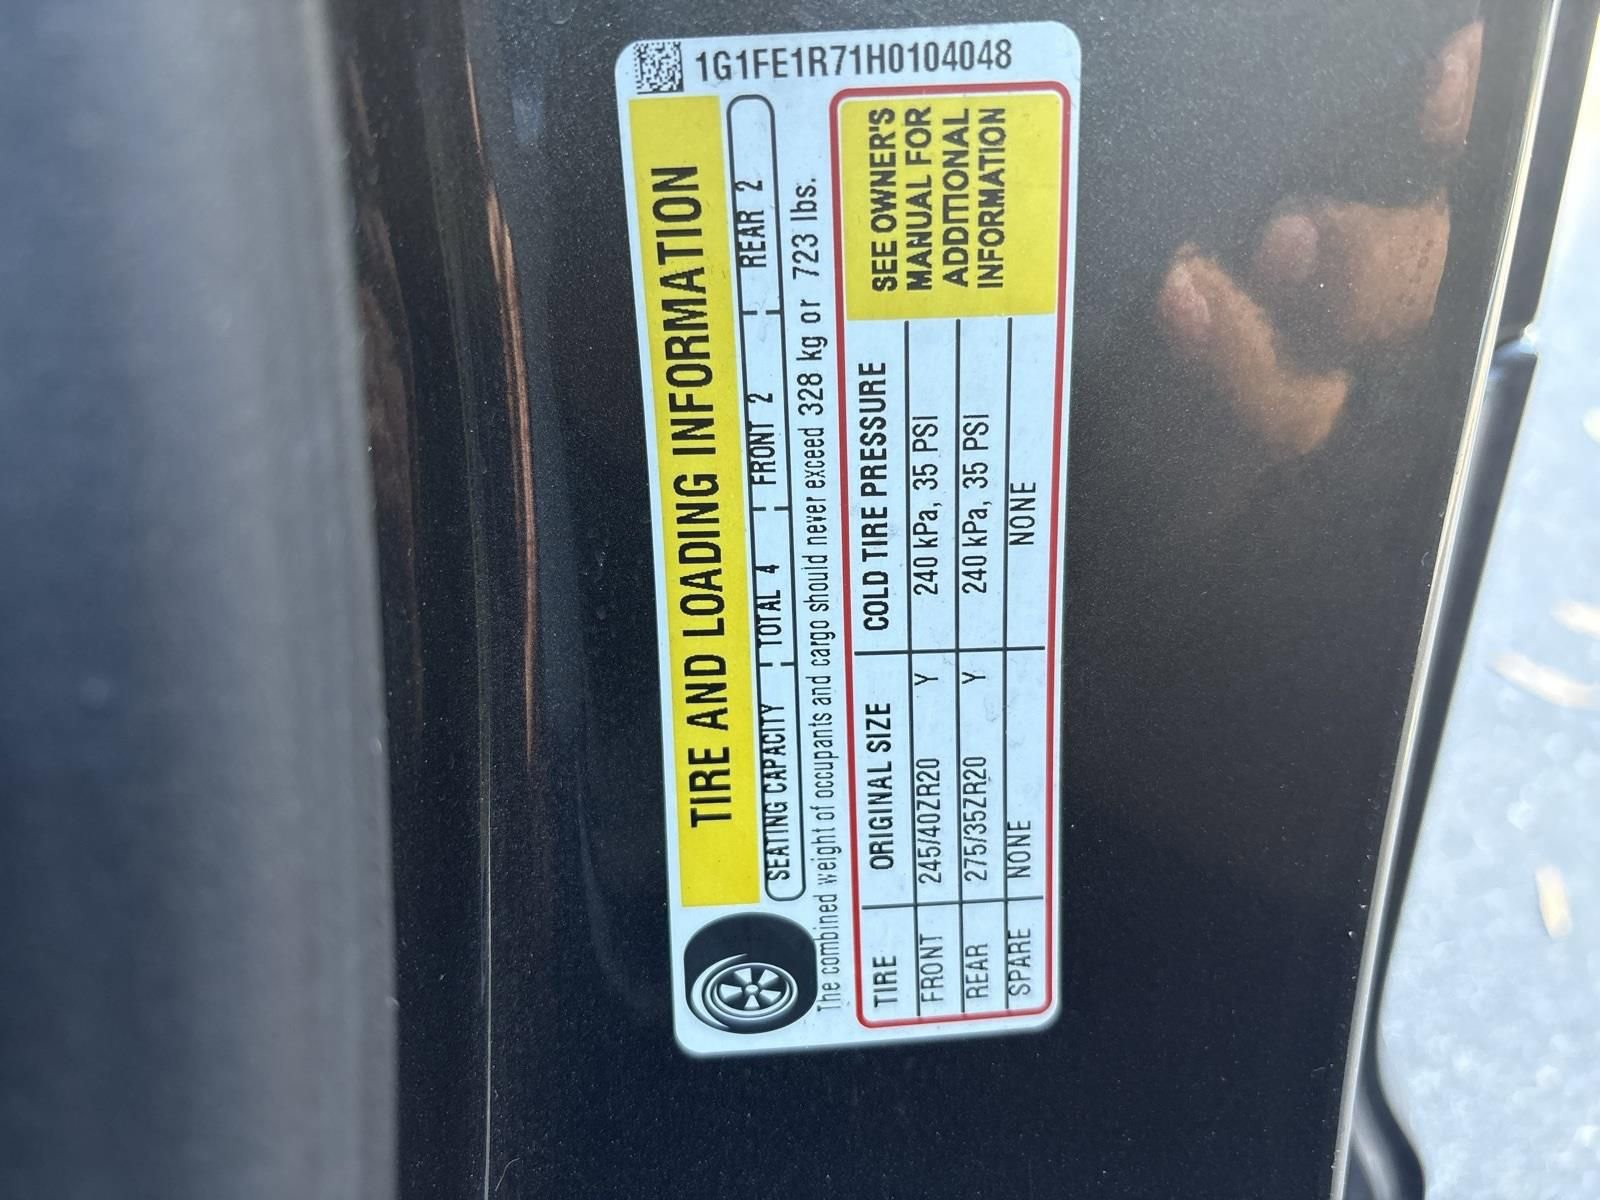 1G1FE1R71H0104048
TIRE AND LOADING INFORMATION
SEATING CAPACITY TOTAL 4 FRONT 2 REAR 2
The combined weight of occupants and cargo should never exceed 328 kg or 723 lbs.
TIRE ORIGINAL SIZE COLD TIRE PRESSURE
FRONT 245/40ZR20 Y 240 kPa, 35 PSI
REAR 275/35ZR20 Y 240 kPa, 35 PSI
SPARE NONE NONE
SEE OWNER'S
MANUAL FOR
ADDITIONAL
INFORMATION